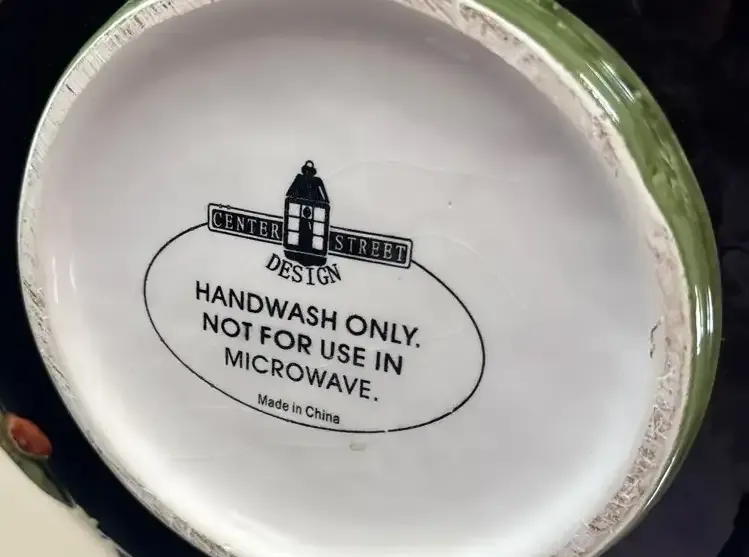 CENTER STREET
DESIGN
HANDWASH ONLY.
NOT FOR USE IN
MICROWAVE.
Made in China